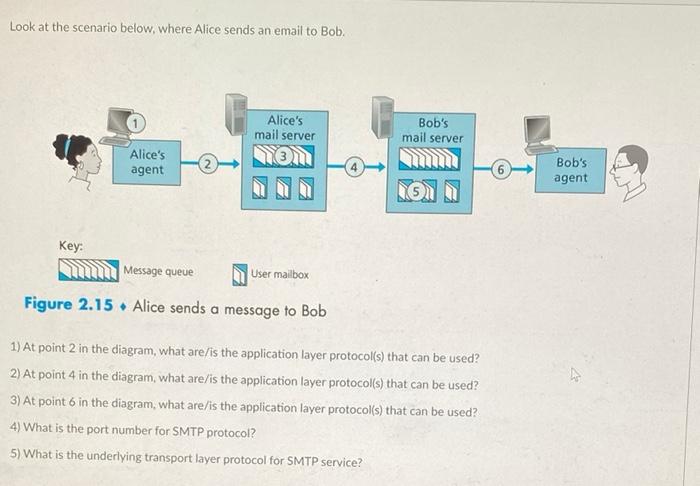 Look at the scenario below, where Alice sends an email to Bob.
1
Alice's
agent
2
Alice's
mail server
3
4
Bob's
mail server
5
6
Bob's
agent
Key:
Message queue
User mailbox
Figure 2.15 ♦ Alice sends a message to Bob
1) At point 2 in the diagram, what are/is the application layer protocol(s) that can be used?
2) At point 4 in the diagram, what are/is the application layer protocol(s) that can be used?
3) At point 6 in the diagram, what are/is the application layer protocol(s) that can be used?
4) What is the port number for SMTP protocol?
5) What is the underlying transport layer protocol for SMTP service?